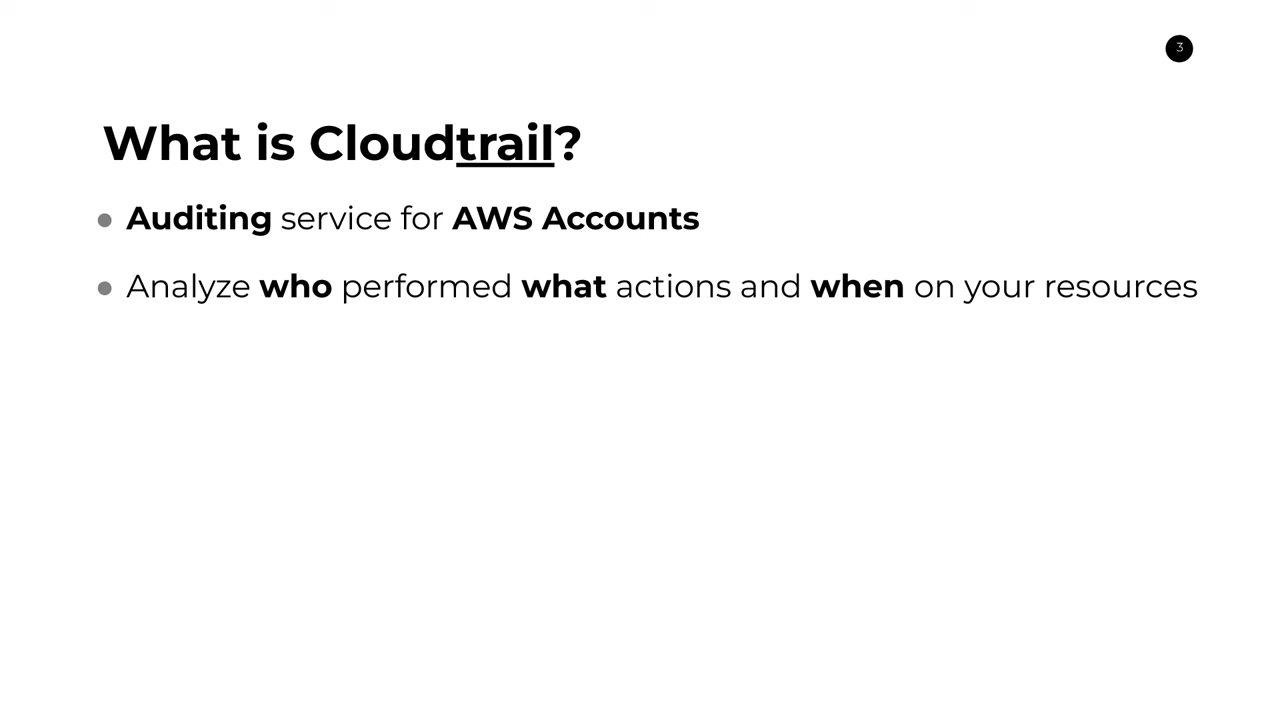 3
What is Cloudtrail?
● Auditing service for AWS Accounts
● Analyze who performed what actions and when on your resources